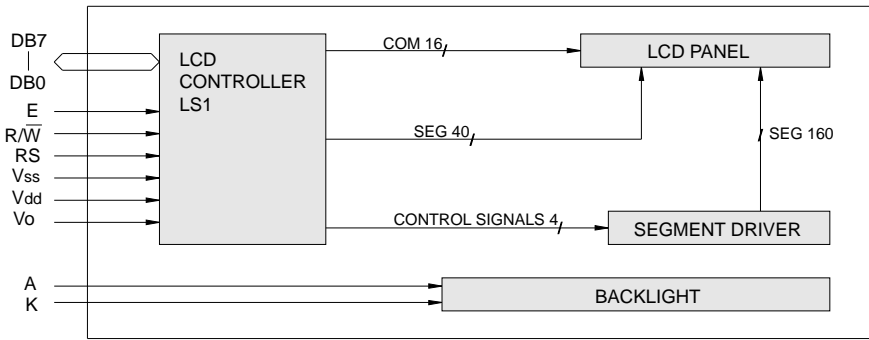 DB7
DB0
E
R/W̅
RS
Vss
Vdd
Vo
A
K
LCD
CONTROLLER
LS1
COM 16
LCD PANEL
SEG 40
SEG 160
CONTROL SIGNALS 4
SEGMENT DRIVER
BACKLIGHT